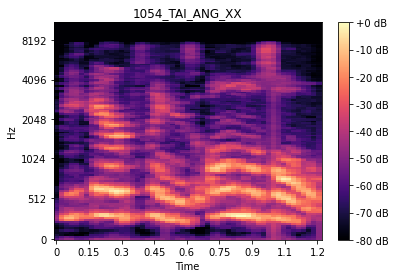 1054_TAI_ANG_XX
8192
4096
2048
1024
512
0
Hz
0 0.15 0.3 0.45 0.6 0.75 0.9 1.1 1.2
Time
+0 dB
-10 dB
-20 dB
-30 dB
-40 dB
-50 dB
-60 dB
-70 dB
-80 dB